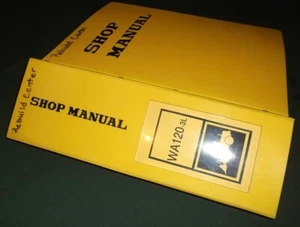 Rebuild Center
SHOP
MANUAL
Rebuild Center
SHOP MANUAL
WA120-3L